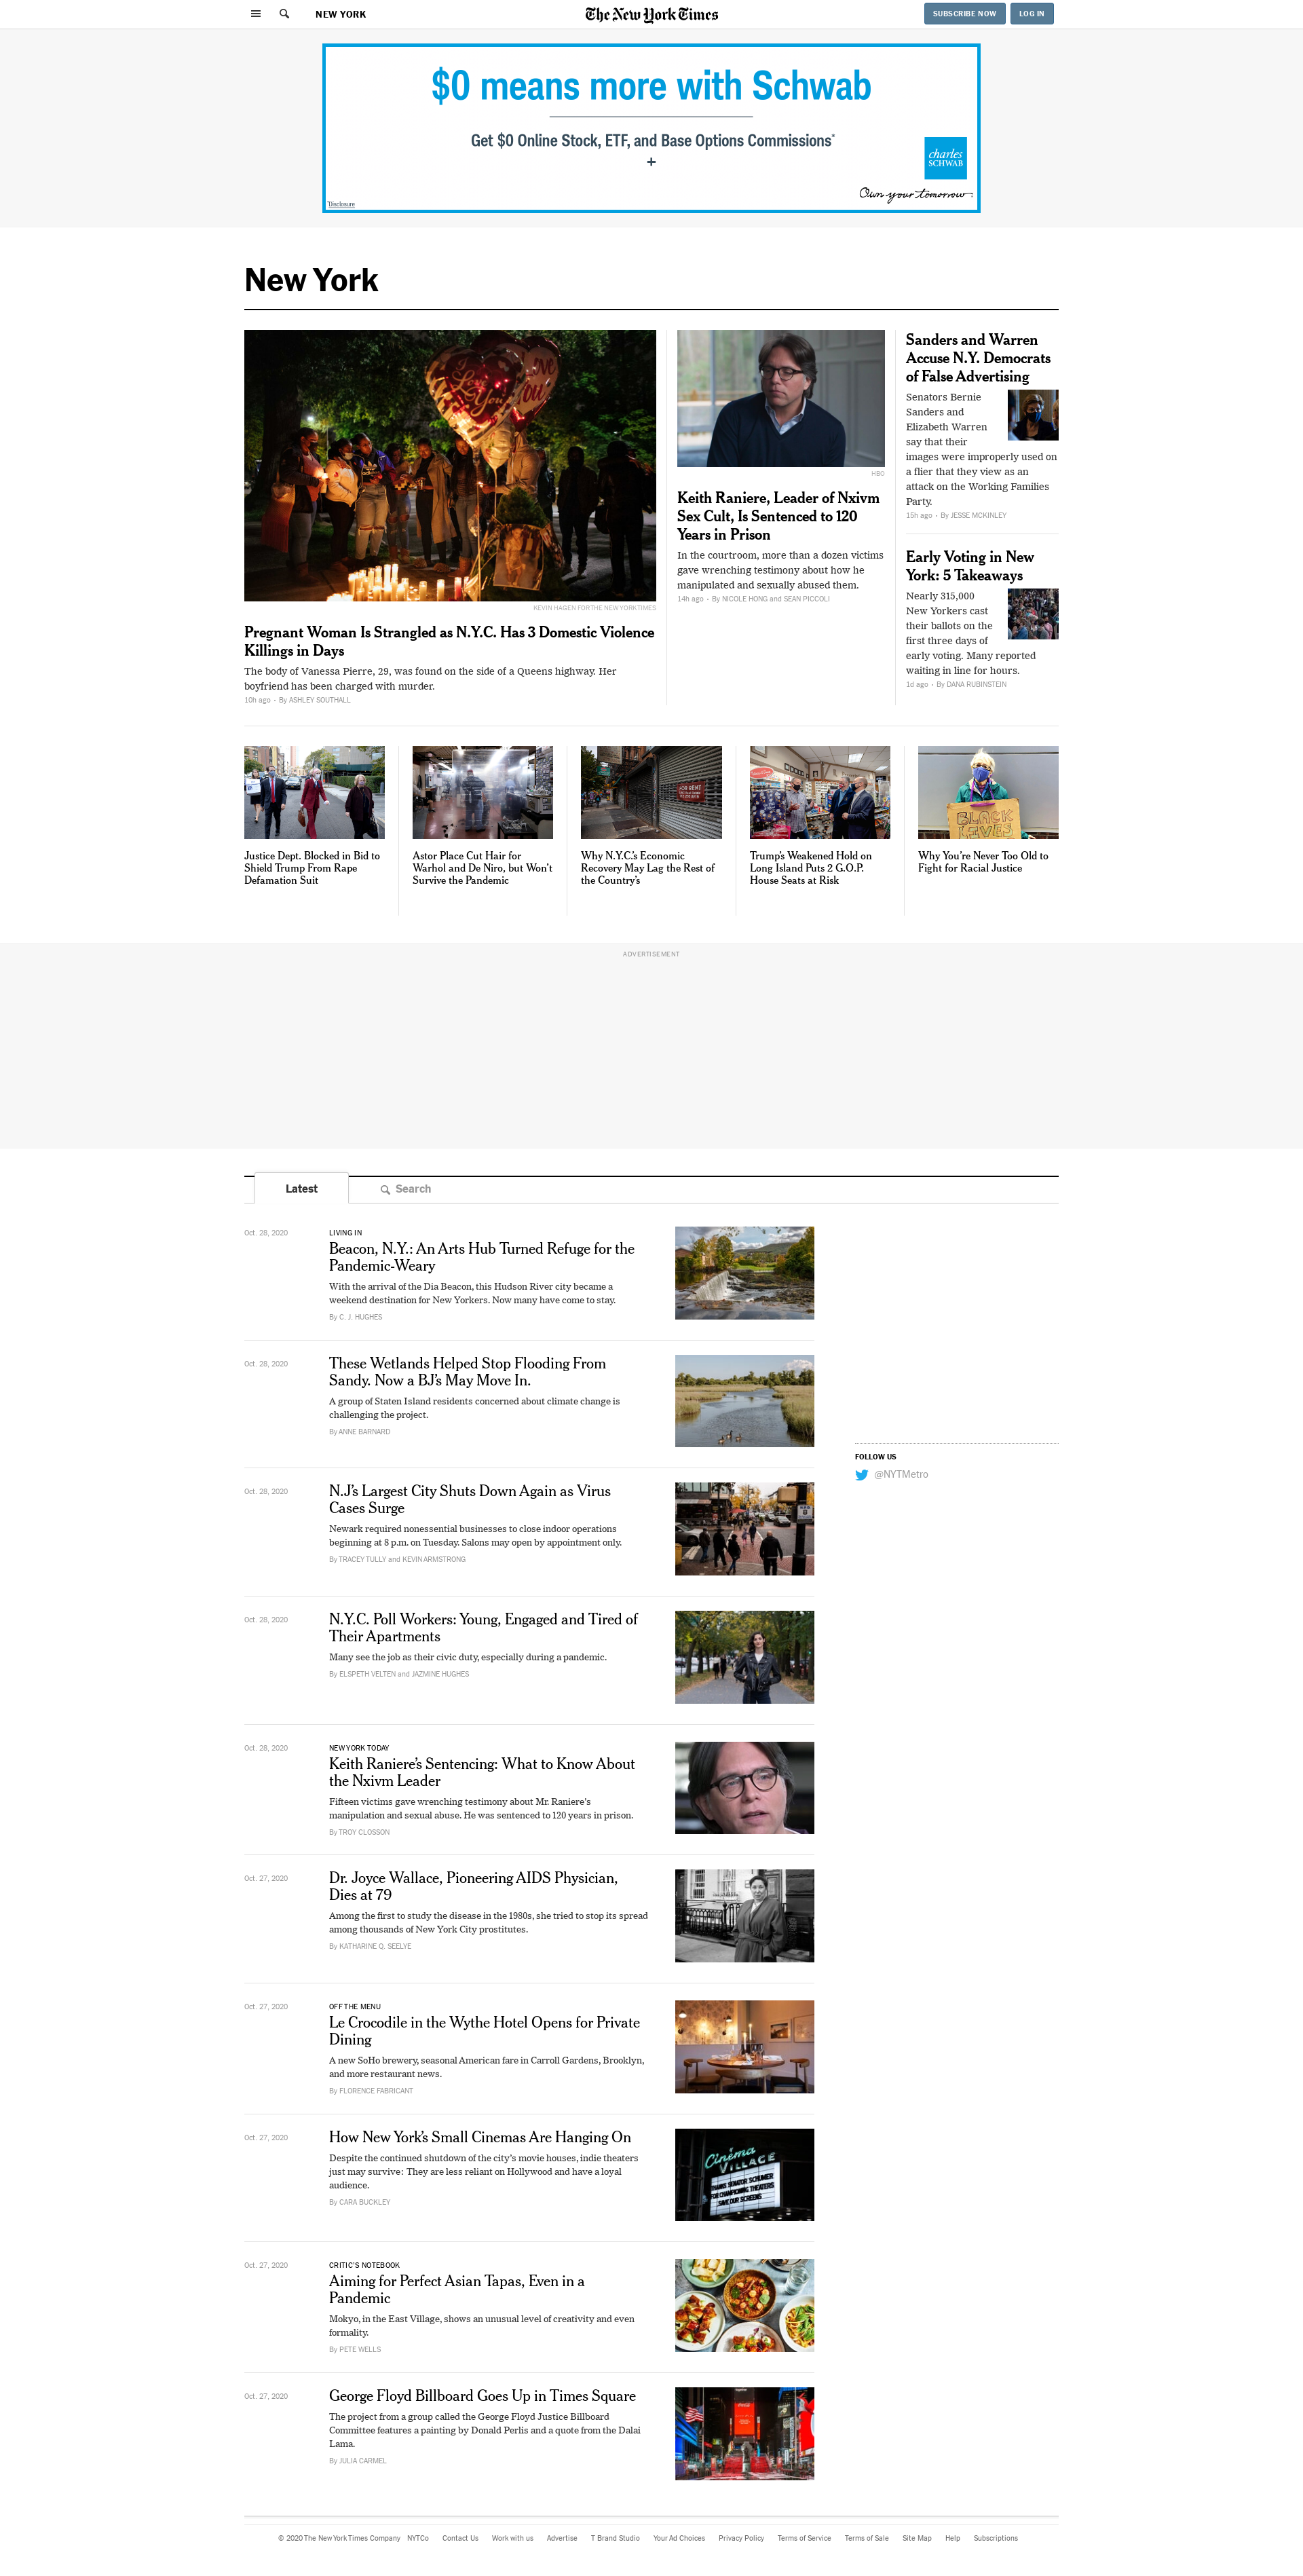 NEW YORK
The New York Times
SUBSCRIBE NOW
LOG IN
$0 means more with Schwab
Get $0 Online Stock, ETF, and Base Options Commissions*
+
charles
SCHWAB
Own your tomorrow
Disclosure
New York
KEVIN HAGEN FOR THE NEW YORK TIMES
Pregnant Woman Is Strangled as N.Y.C. Has 3 Domestic Violence
Killings in Days
The body of Vanessa Pierre, 29, was found on the side of a Queens highway. Her
boyfriend has been charged with murder.
10h ago • By ASHLEY SOUTHALL
HBO
Keith Raniere, Leader of Nxivm
Sex Cult, Is Sentenced to 120
Years in Prison
In the courtroom, more than a dozen victims
gave wrenching testimony about how he
manipulated and sexually abused them.
14h ago • By NICOLE HONG and SEAN PICCOLI
Sanders and Warren
Accuse N.Y. Democrats
of False Advertising
Senators Bernie
Sanders and
Elizabeth Warren
say that their
images were improperly used on
a flier that they view as an
attack on the Working Families
Party.
15h ago • By JESSE MCKINLEY
Early Voting in New
York: 5 Takeaways
Nearly 315,000
New Yorkers cast
their ballots on the
first three days of
early voting. Many reported
waiting in line for hours.
1d ago • By DANA RUBINSTEIN
Justice Dept. Blocked in Bid to
Shield Trump From Rape
Defamation Suit
Astor Place Cut Hair for
Warhol and De Niro, but Won't
Survive the Pandemic
FOR RENT
Why N.Y.C.'s Economic
Recovery May Lag the Rest of
the Country's
Trump's Weakened Hold on
Long Island Puts 2 G.O.P.
House Seats at Risk
BLACK
LIVES
Why You're Never Too Old to
Fight for Racial Justice
ADVERTISEMENT
Latest
Search
Oct. 28, 2020
LIVING IN
Beacon, N.Y.: An Arts Hub Turned Refuge for the
Pandemic-Weary
With the arrival of the Dia Beacon, this Hudson River city became a
weekend destination for New Yorkers. Now many have come to stay.
By C. J. HUGHES
Oct. 28, 2020
These Wetlands Helped Stop Flooding From
Sandy. Now a BJ's May Move In.
A group of Staten Island residents concerned about climate change is
challenging the project.
By ANNE BARNARD
FOLLOW US
@NYTMetro
Oct. 28, 2020
N.J's Largest City Shuts Down Again as Virus
Cases Surge
Newark required nonessential businesses to close indoor operations
beginning at 8 p.m. on Tuesday. Salons may open by appointment only.
By TRACEY TULLY and KEVIN ARMSTRONG
Oct. 28, 2020
N.Y.C. Poll Workers: Young, Engaged and Tired of
Their Apartments
Many see the job as their civic duty, especially during a pandemic.
By ELSPETH VELTEN and JAZMINE HUGHES
Oct. 28, 2020
NEW YORK TODAY
Keith Raniere's Sentencing: What to Know About
the Nxivm Leader
Fifteen victims gave wrenching testimony about Mr. Raniere's
manipulation and sexual abuse. He was sentenced to 120 years in prison.
By TROY CLOSSON
Oct. 27, 2020
Dr. Joyce Wallace, Pioneering AIDS Physician,
Dies at 79
Among the first to study the disease in the 1980s, she tried to stop its spread
among thousands of New York City prostitutes.
By KATHARINE Q. SEELYE
Oct. 27, 2020
OFF THE MENU
Le Crocodile in the Wythe Hotel Opens for Private
Dining
A new SoHo brewery, seasonal American fare in Carroll Gardens, Brooklyn,
and more restaurant news.
By FLORENCE FABRICANT
Oct. 27, 2020
How New York's Small Cinemas Are Hanging On
Despite the continued shutdown of the city's movie houses, indie theaters
just may survive: They are less reliant on Hollywood and have a loyal
audience.
By CARA BUCKLEY
Cinema
VILLAGE
THANKS SENATOR SCHUMER
FOR CHAMPIONING THEATERS
SAVE OUR SCREENS
Oct. 27, 2020
CRITIC'S NOTEBOOK
Aiming for Perfect Asian Tapas, Even in a
Pandemic
Mokyo, in the East Village, shows an unusual level of creativity and even
formality.
By PETE WELLS
Oct. 27, 2020
George Floyd Billboard Goes Up in Times Square
The project from a group called the George Floyd Justice Billboard
Committee features a painting by Donald Perlis and a quote from the Dalai
Lama.
By JULIA CARMEL
© 2020 The New York Times Company NYTCo Contact Us Work with us Advertise T Brand Studio Your Ad Choices Privacy Policy Terms of Service Terms of Sale Site Map Help Subscriptions